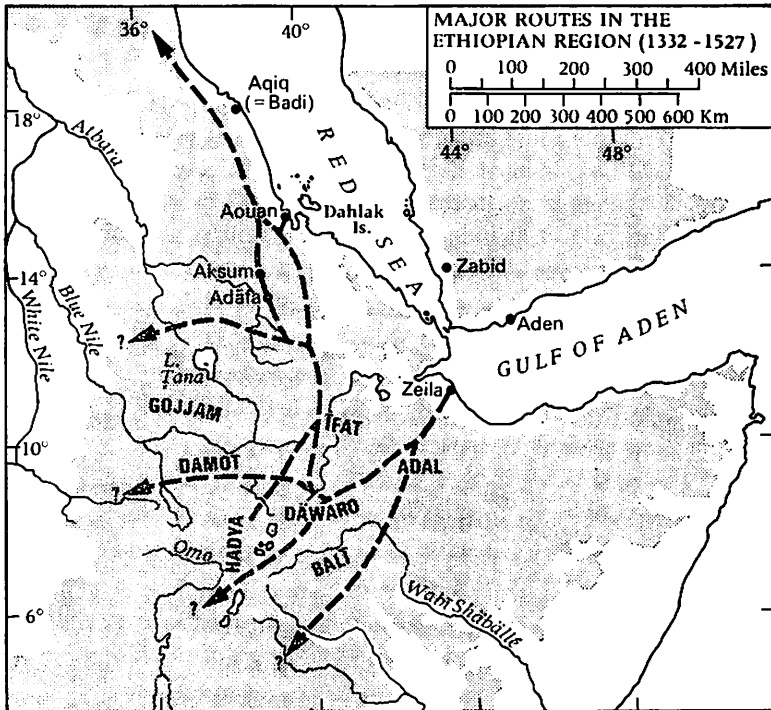 MAJOR ROUTES IN THE
ETHIOPIAN REGION (1332 -1527)
0 100 200 300 400 Miles
0 100 200 300 400 500 600 Km
36°
40°
44°
48°
18°
14°
10°
6°
Aqiq
(=Badi)
Atbara
RED SEA
Aouan
Dahlak
Is.
Aksum
Adäfa
Zabid
Aden
GULF OF ADEN
White Nile
Blue Nile
?
L.
Tana
GOJJAM
Zeila
IFAT
DAMOT
ADAL
?
DAWARO
HADYA
Omo
BALI
Wabi Shäbälle
?
?